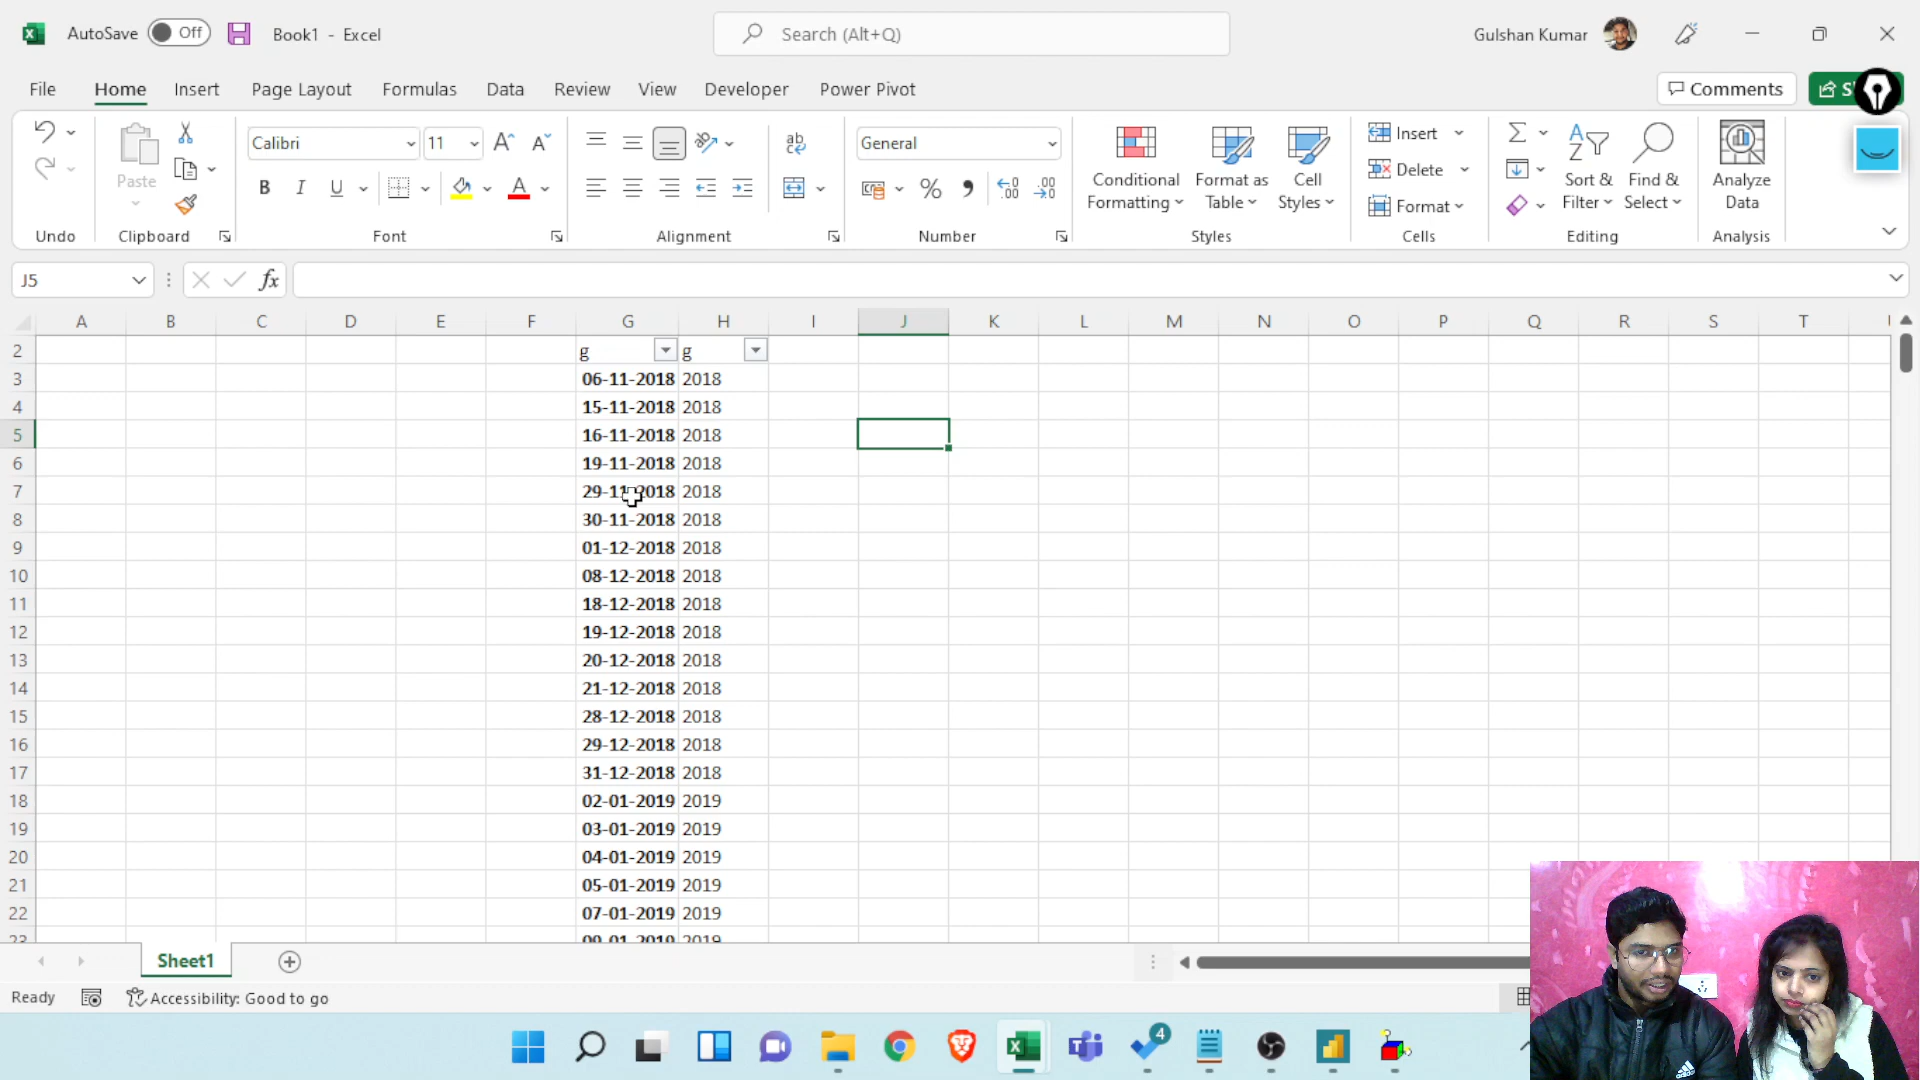 AutoSave Off Book1 - Excel Search (Alt+Q) Gulshan Kumar
File Home Insert Page Layout Formulas Data Review View Developer Power Pivot Comments
Paste Calibri 11 General Conditional Formatting Format as Table Cell Styles Insert Delete Format Sort & Filter Find & Select Analyze Data
Undo Clipboard Font Alignment Number Styles Cells Editing Analysis
J5 fx
A B C D E F G H I J K L M N O P Q R S T
2 g g
3 06-11-2018 2018
4 15-11-2018 2018
5 16-11-2018 2018
6 19-11-2018 2018
7 29-11-2018 2018
8 30-11-2018 2018
9 01-12-2018 2018
10 08-12-2018 2018
11 18-12-2018 2018
12 19-12-2018 2018
13 20-12-2018 2018
14 21-12-2018 2018
15 28-12-2018 2018
16 29-12-2018 2018
17 31-12-2018 2018
18 02-01-2019 2019
19 03-01-2019 2019
20 04-01-2019 2019
21 05-01-2019 2019
22 07-01-2019 2019
23 09-01-2019 2019
Sheet1
Ready Accessibility: Good to go
4
adidas